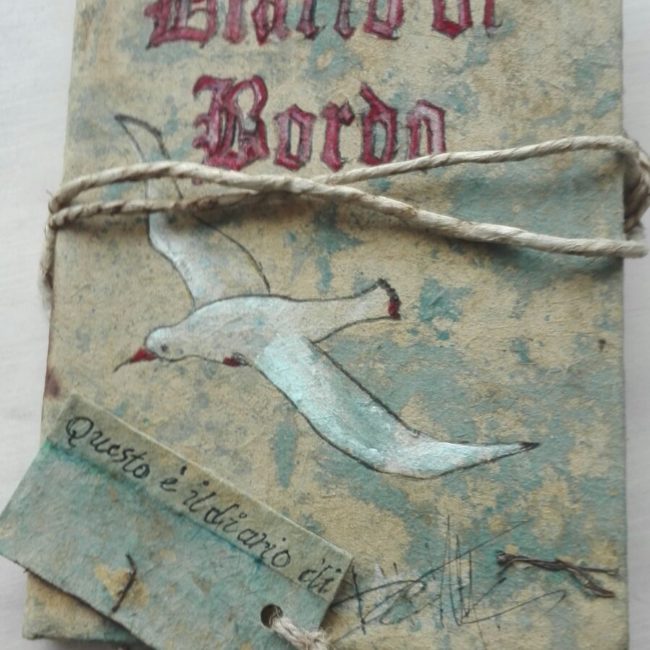 Diario di
Bordo
Questo è il diario di